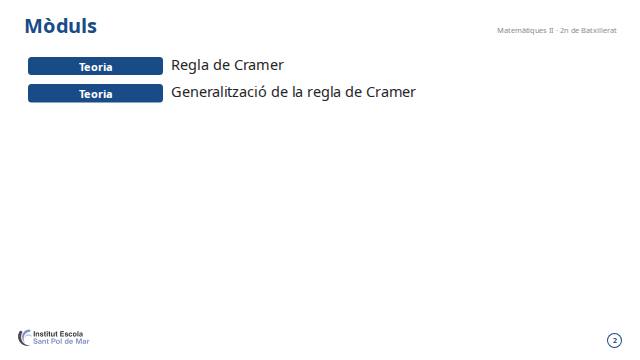 Mòduls
Matemàtiques II · 2n de Batxillerat
Teoria Regla de Cramer
Teoria Generalització de la regla de Cramer
Institut Escola
Sant Pol de Mar
2